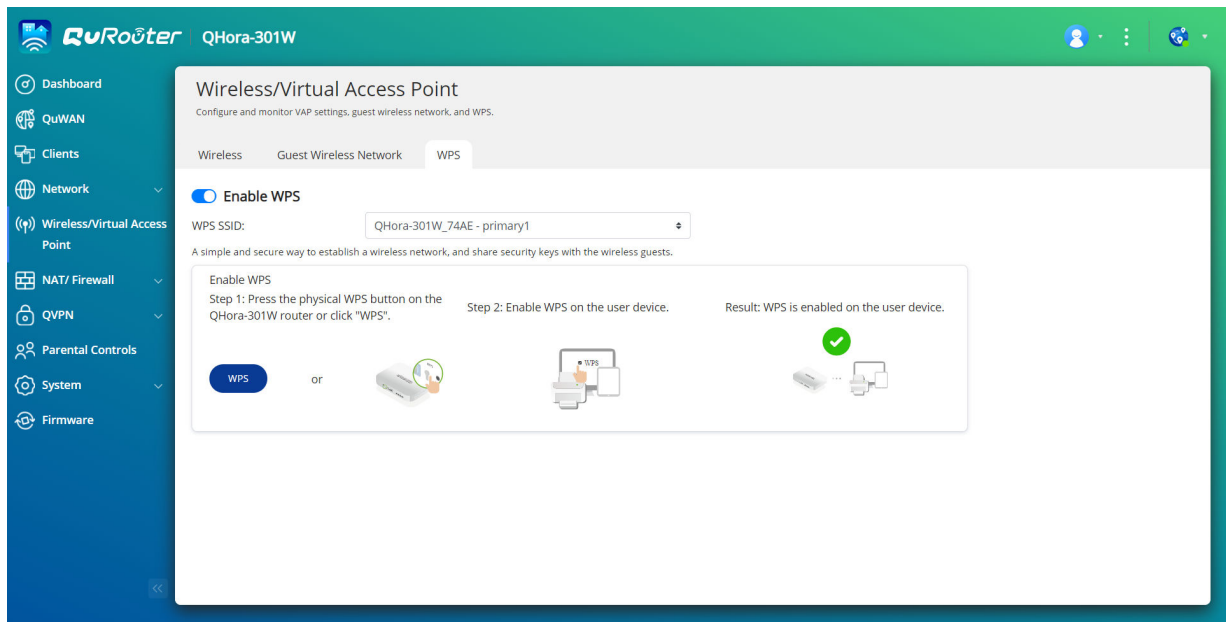 QuRouter QHora-301W
Dashboard
QuWAN
Clients
Network
Wireless/Virtual Access
Point
NAT/ Firewall
QVPN
Parental Controls
System
Firmware
Wireless/Virtual Access Point
Configure and monitor VAP settings, guest wireless network, and WPS.
Wireless Guest Wireless Network WPS
Enable WPS
WPS SSID: QHora-301W_74AE - primary1
A simple and secure way to establish a wireless network, and share security keys with the wireless guests.
Enable WPS
Step 1: Press the physical WPS button on the
QHora-301W router or click "WPS".
Step 2: Enable WPS on the user device.
Result: WPS is enabled on the user device.
WPS or
WPS